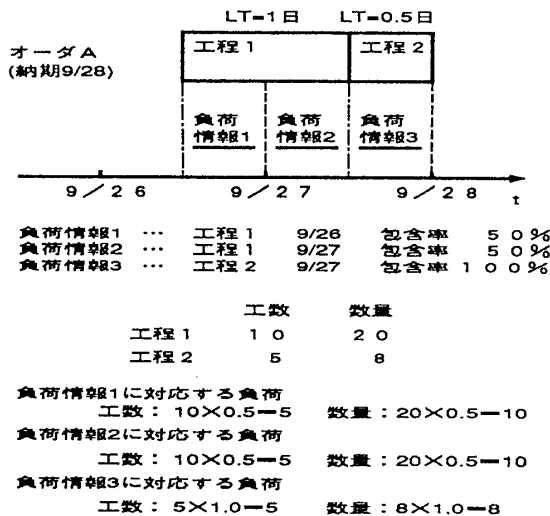 LT=1日 LT=0.5日
オーダA
(納期9/28)
工程1 工程2
負荷
情報1
負荷
情報2
負荷
情報3
9/26 9/27 9/28 t
負荷情報1 … 工程1 9/26 包含率 50%
負荷情報2 … 工程1 9/27 包含率 50%
負荷情報3 … 工程2 9/27 包含率 100%
工数 数量
工程1 10 20
工程2 5 8
負荷情報1に対応する負荷
工数：10×0.5=5 数量：20×0.5=10
負荷情報2に対応する負荷
工数：10×0.5=5 数量：20×0.5=10
負荷情報3に対応する負荷
工数：5×1.0=5 数量：8×1.0=8